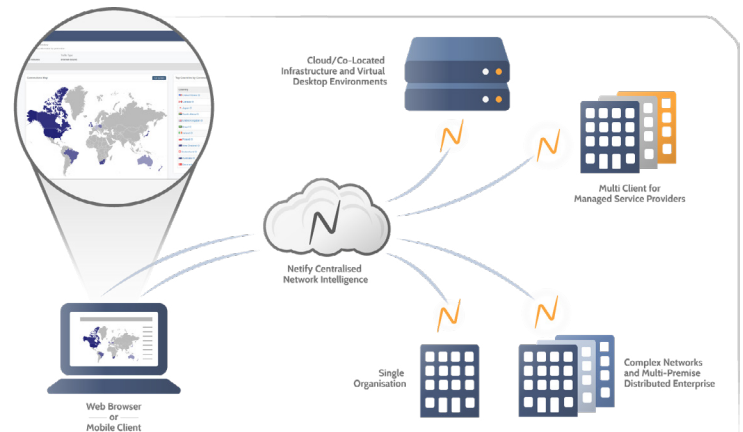 Cloud/Co-Located
Infrastructure and Virtual
Desktop Environments
Multi Client for
Managed Service Providers
Netify Centralised
Network Intelligence
Single
Organisation
Complex Networks
and Multi-Premise
Distributed Enterprise
Web Browser
or
Mobile Client